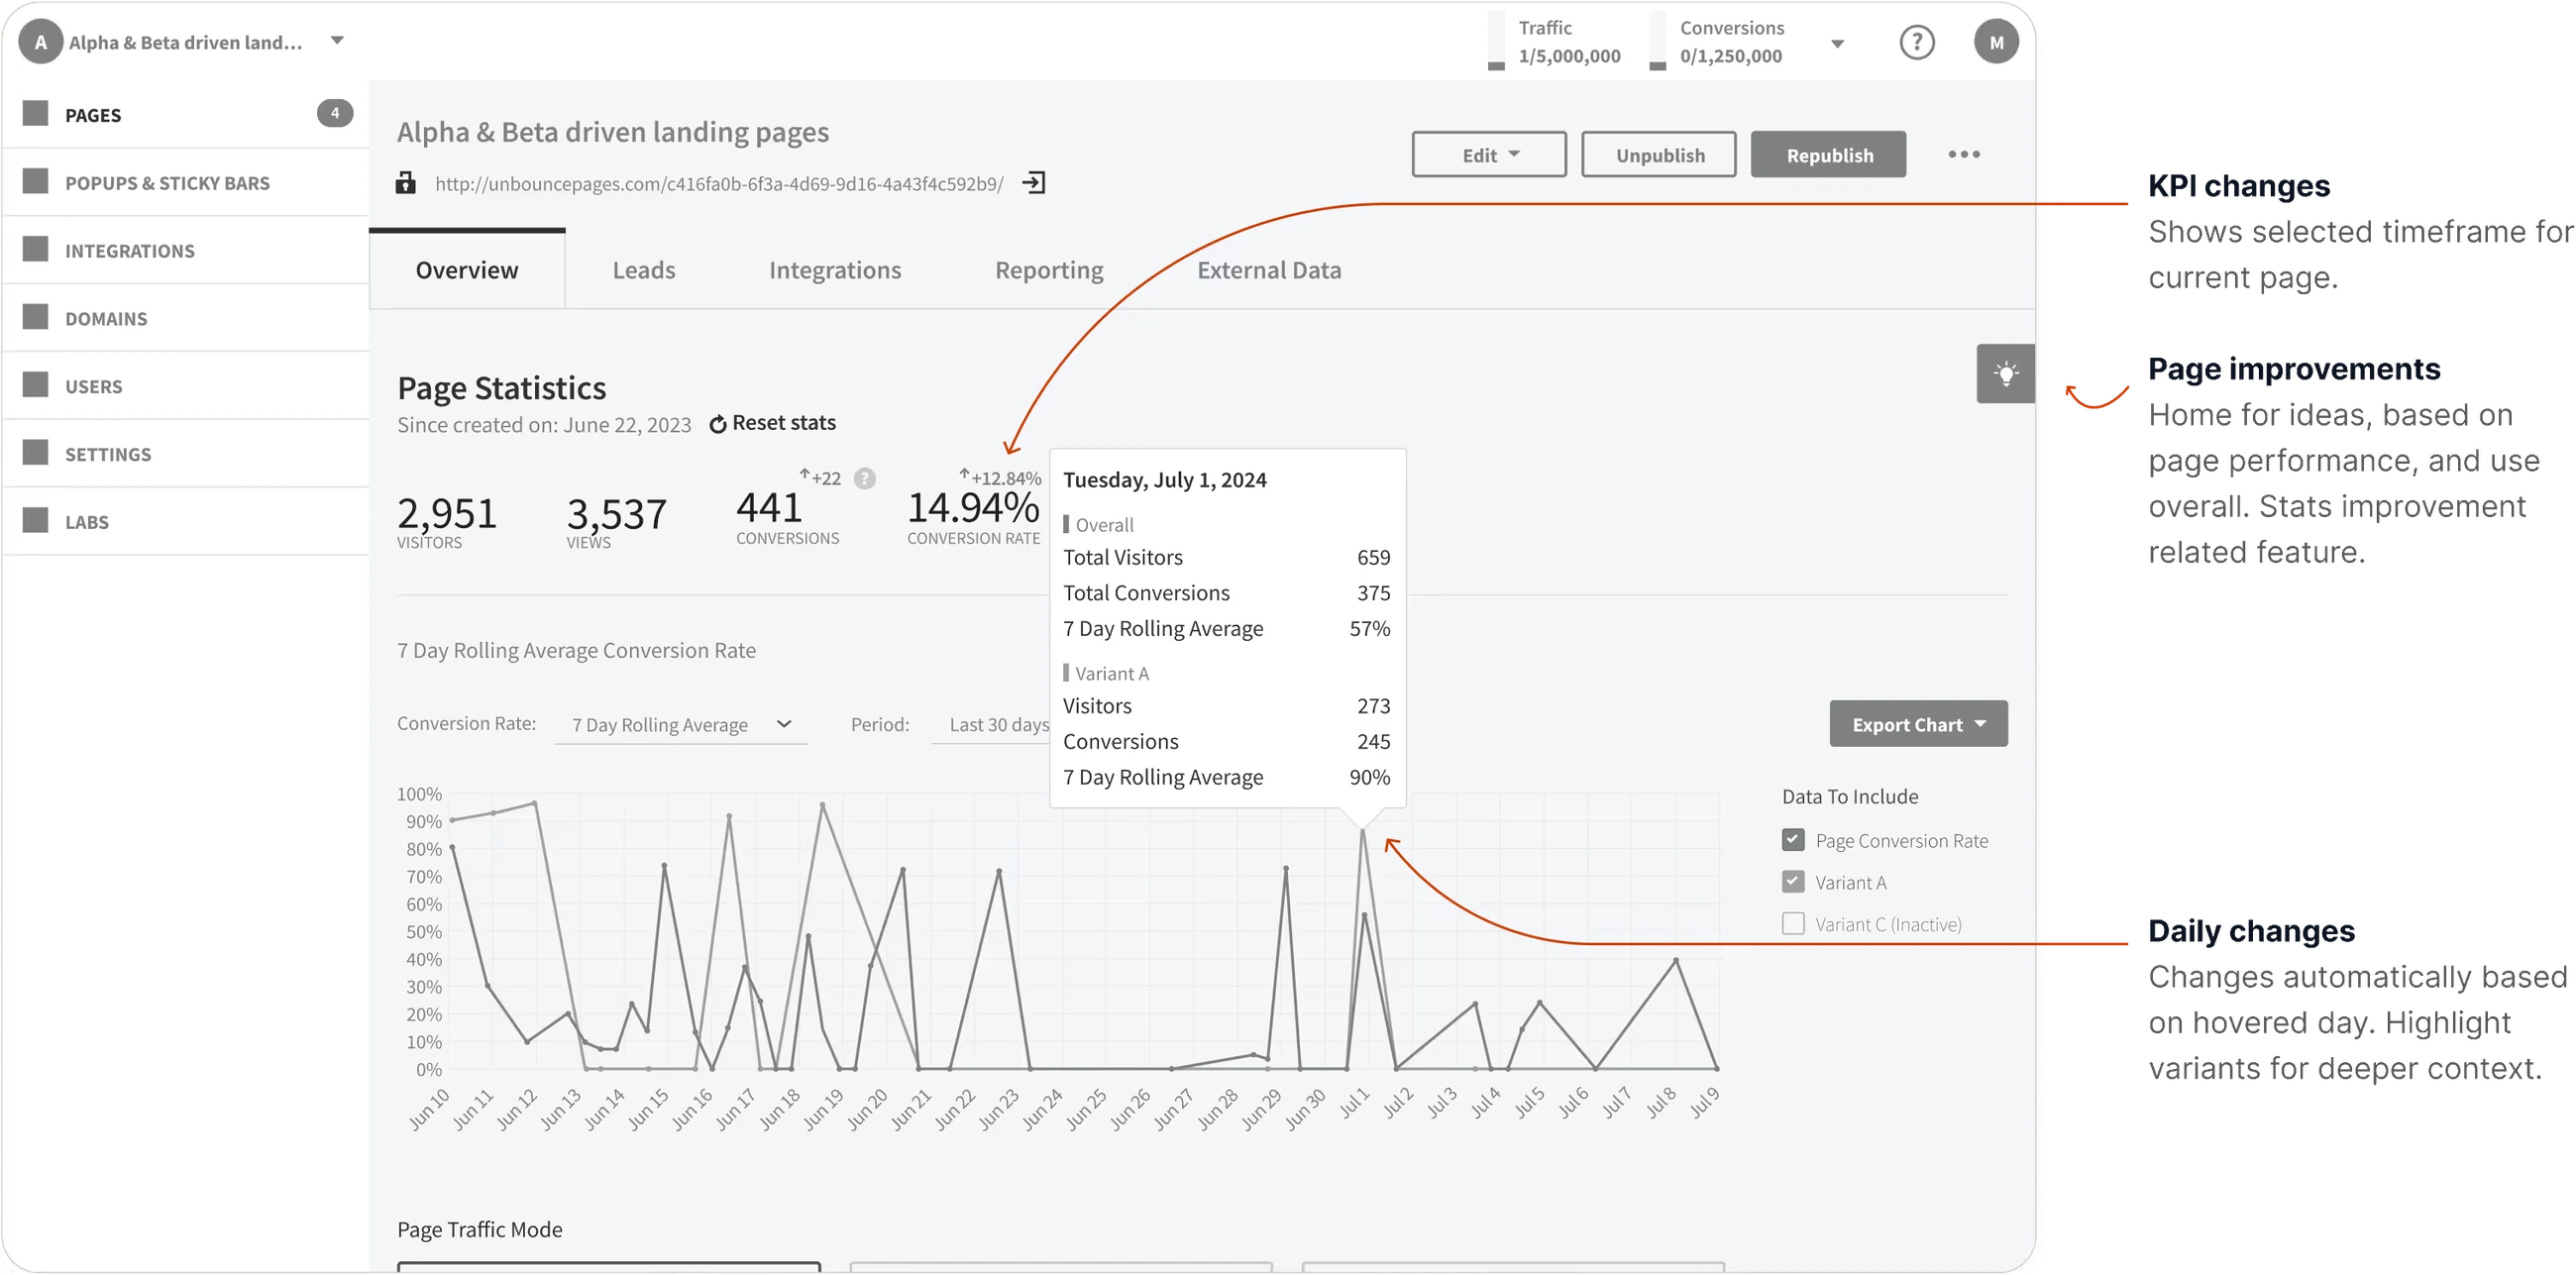 A Alpha & Beta driven land...
Traffic
1/5,000,000
Conversions
0/1,250,000
?
M
PAGES 4
POPUPS & STICKY BARS
INTEGRATIONS
DOMAINS
USERS
SETTINGS
LABS
Alpha & Beta driven landing pages
http://unbouncepages.com/c416fa0b-6f3a-4d69-9d16-4a43f4c592b9/
Edit
Unpublish
Republish
Overview
Leads
Integrations
Reporting
External Data
Page Statistics
Since created on: June 22, 2023
Reset stats
2,951
VISITORS
3,537
VIEWS
+22 ?
441
CONVERSIONS
+12.84%
14.94%
CONVERSION RATE
Tuesday, July 1, 2024
Overall
Total Visitors 659
Total Conversions 375
7 Day Rolling Average 57%
Variant A
Visitors 273
Conversions 245
7 Day Rolling Average 90%
7 Day Rolling Average Conversion Rate
Conversion Rate: 7 Day Rolling Average
Period: Last 30 days
Export Chart
100%
90%
80%
70%
60%
50%
40%
30%
20%
10%
0%
Jun 10
Jun 11
Jun 12
Jun 13
Jun 14
Jun 15
Jun 16
Jun 17
Jun 18
Jun 19
Jun 20
Jun 21
Jun 22
Jun 23
Jun 24
Jun 25
Jun 26
Jun 27
Jun 28
Jun 29
Jun 30
Jul 1
Jul 2
Jul 3
Jul 4
Jul 5
Jul 6
Jul 7
Jul 8
Jul 9
Data To Include
Page Conversion Rate
Variant A
Variant C (Inactive)
Page Traffic Mode
KPI changes
Shows selected timeframe for
current page.
Page improvements
Home for ideas, based on
page performance, and use
overall. Stats improvement
related feature.
Daily changes
Changes automatically based
on hovered day. Highlight
variants for deeper context.